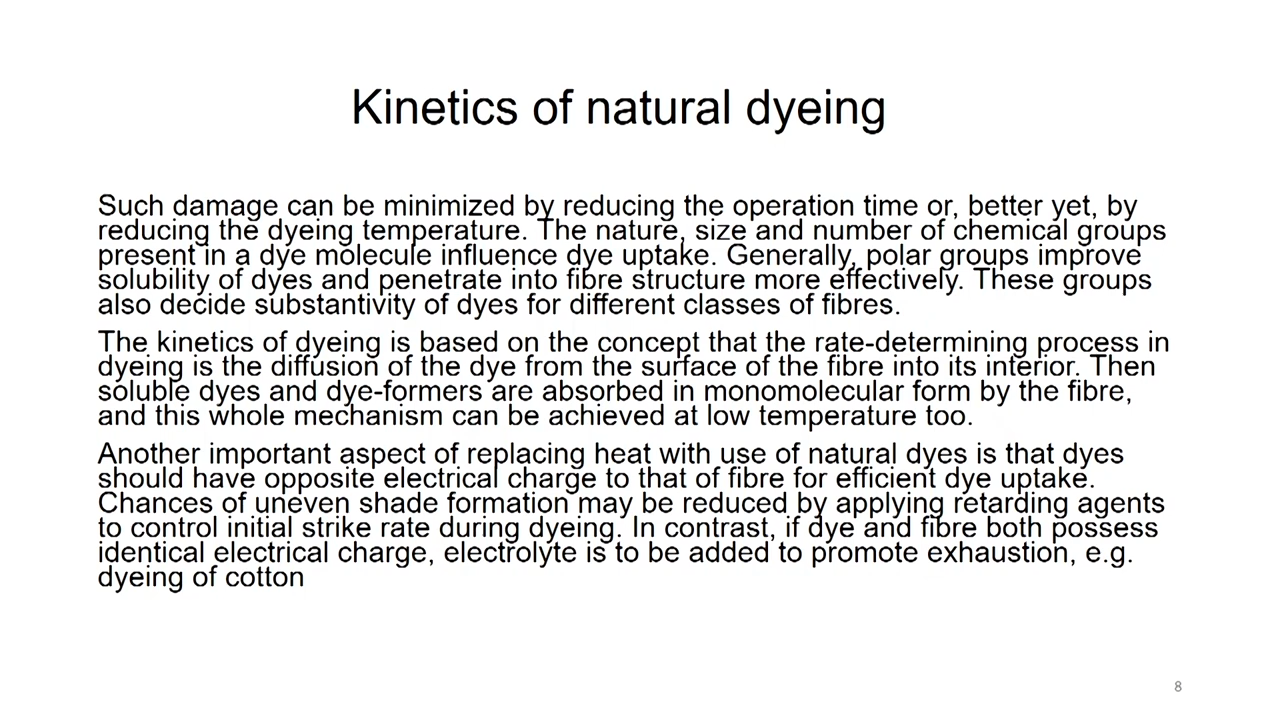 Kinetics of natural dyeing
Such damage can be minimized by reducing the operation time or, better yet, by
reducing the dyeing temperature. The nature, size and number of chemical groups
present in a dye molecule influence dye uptake. Generally, polar groups improve
solubility of dyes and penetrate into fibre structure more effectively. These groups
also decide substantivity of dyes for different classes of fibres.
The kinetics of dyeing is based on the concept that the rate-determining process in
dyeing is the diffusion of the dye from the surface of the fibre into its interior. Then
soluble dyes and dye-formers are absorbed in monomolecular form by the fibre,
and this whole mechanism can be achieved at low temperature too.
Another important aspect of replacing heat with use of natural dyes is that dyes
should have opposite electrical charge to that of fibre for efficient dye uptake.
Chances of uneven shade formation may be reduced by applying retarding agents
to control initial strike rate during dyeing. In contrast, if dye and fibre both possess
identical electrical charge, electrolyte is to be added to promote exhaustion, e.g.
dyeing of cotton
8